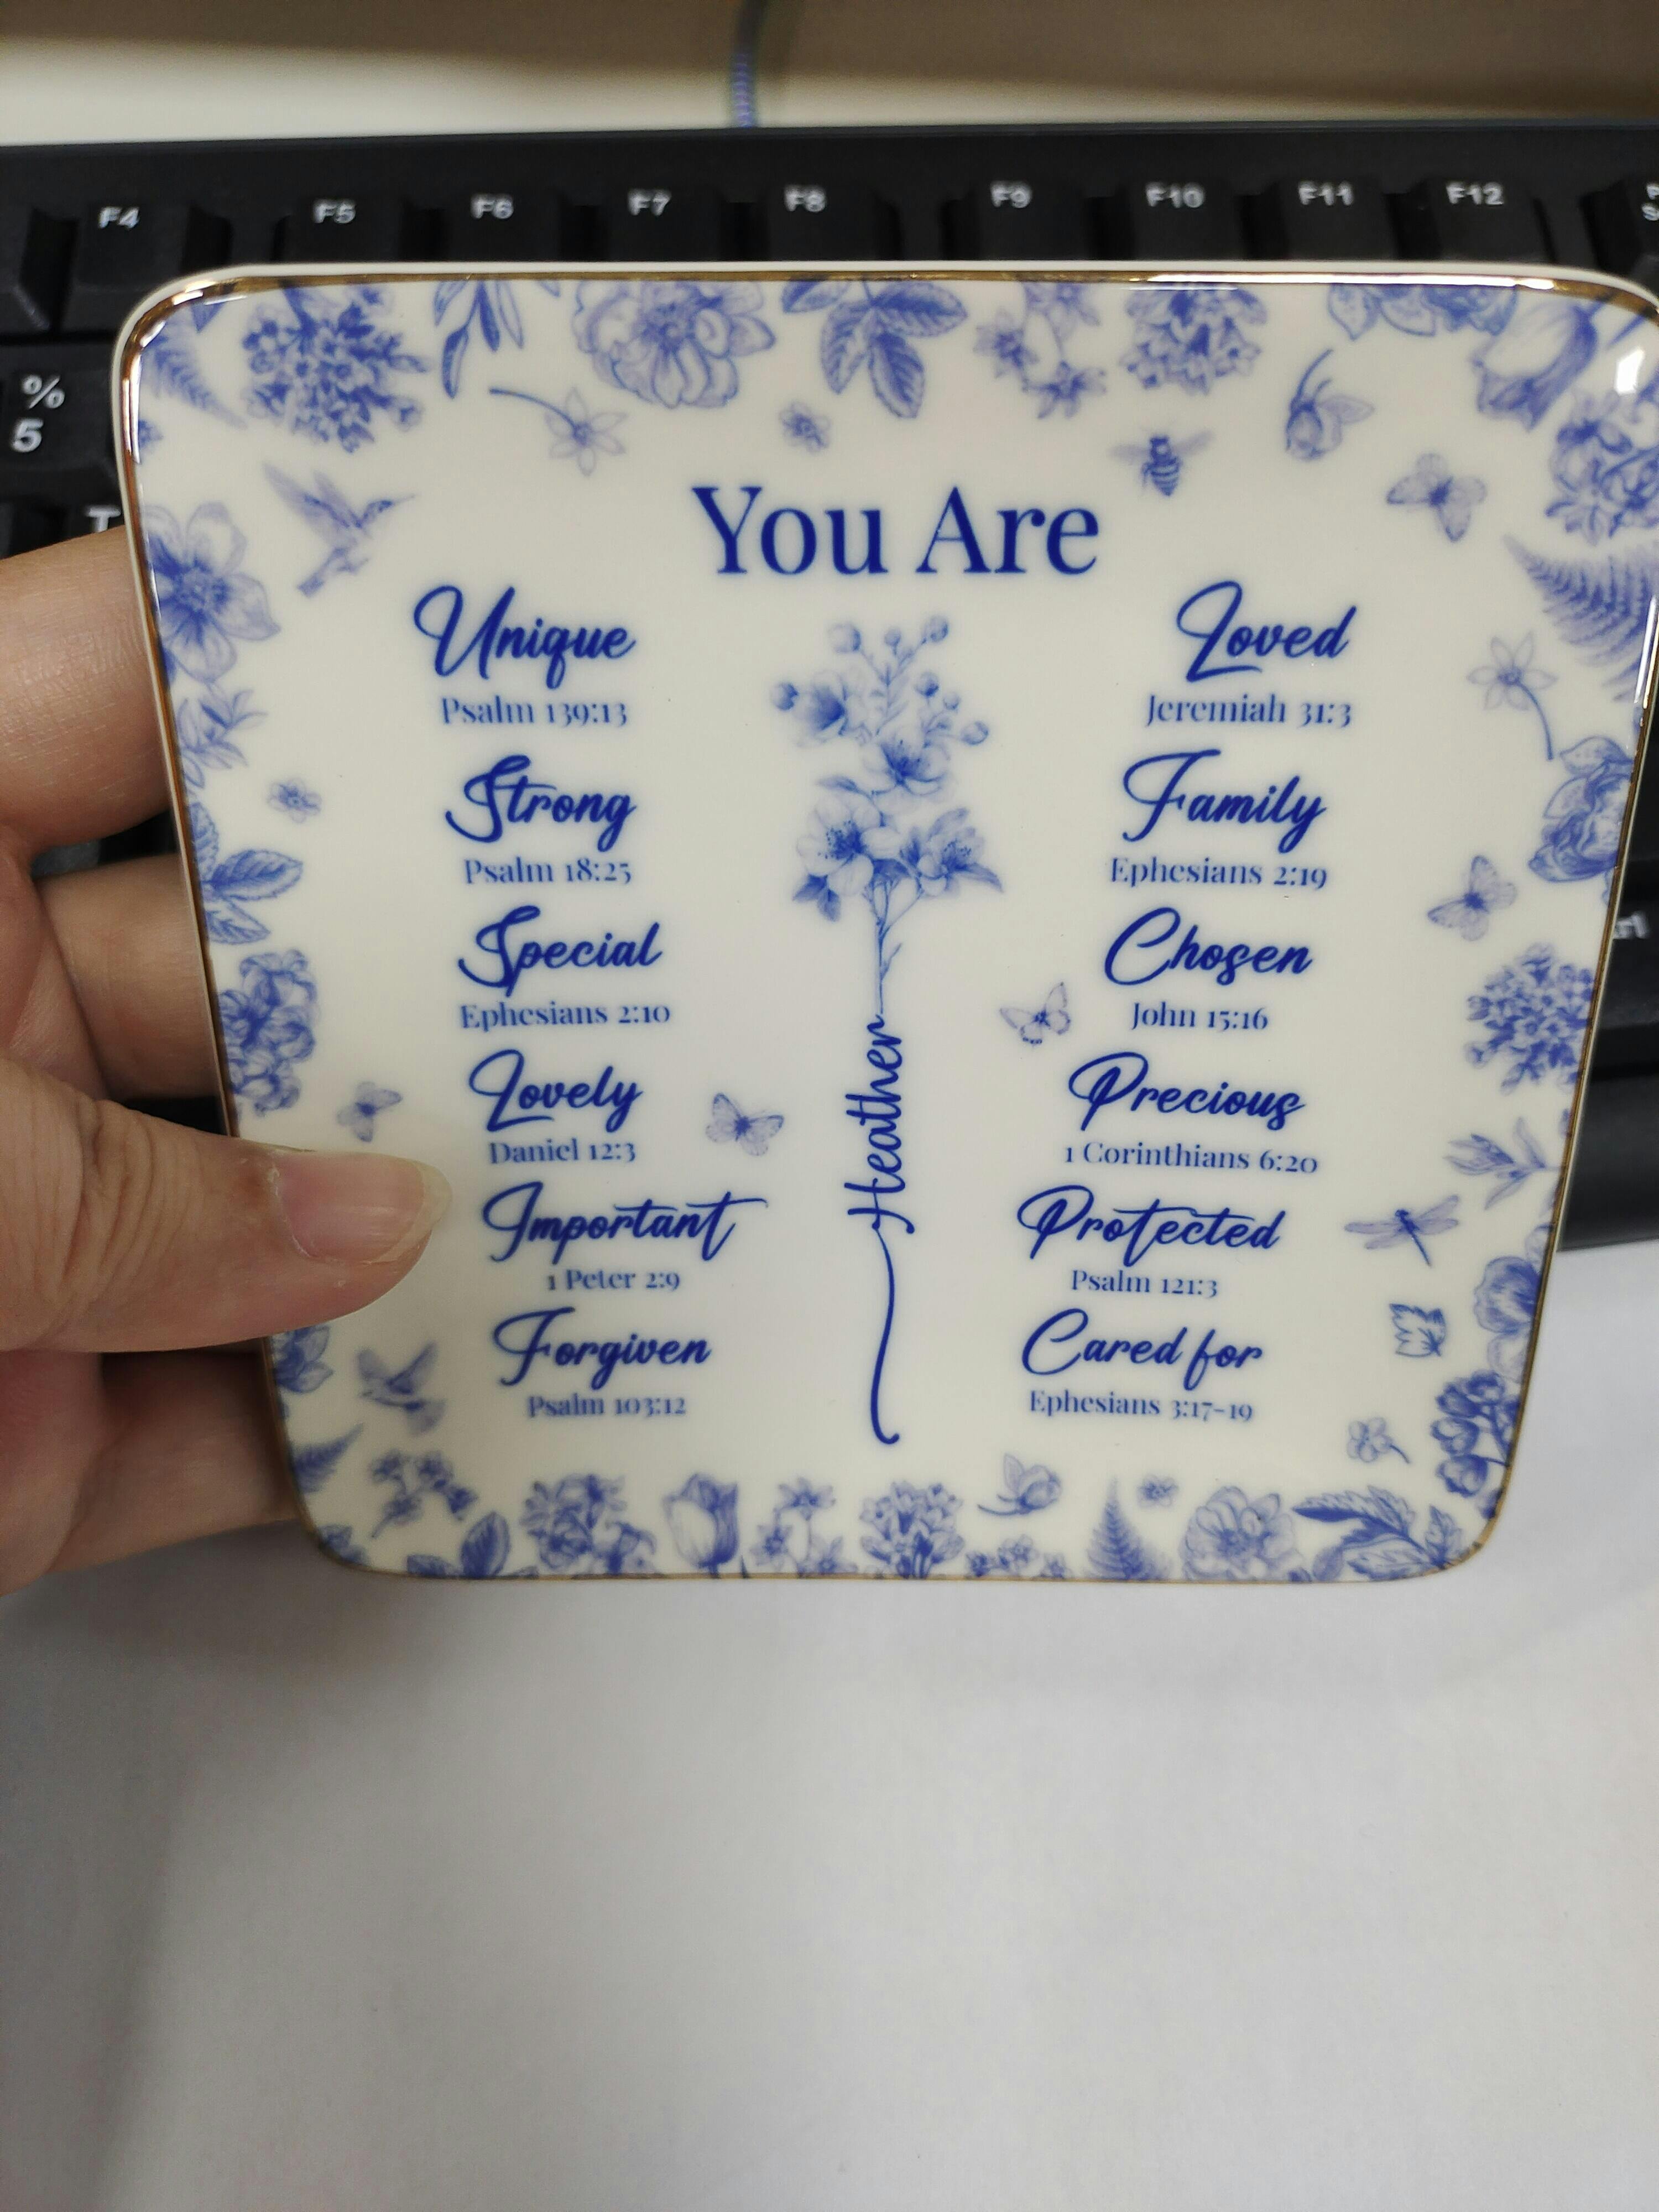 F4 F5 F6 F7 F8 F9 F10 F11 F12
%
5
T
You Are
Unique
Psalm 139:13
Strong
Psalm 18:25
Special
Ephesians 2:10
Lovely
Daniel 12:3
Important
1 Peter 2:9
Forgiven
Psalm 103:12
Heather
Loved
Jeremiah 31:3
Family
Ephesians 2:19
Chosen
John 15:16
Precious
1 Corinthians 6:20
Protected
Psalm 121:3
Cared for
Ephesians 3:17-19